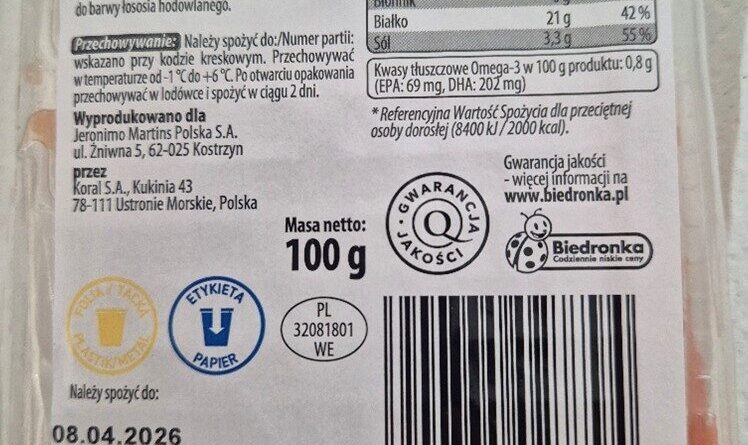 do barwy łososia hodowlanego.
Przechowywanie: Należy spożyć do:/Numer partii:
wskazano przy kodzie kreskowym. Przechowywać
w temperaturze od -1 °C do +6 °C. Po otwarciu opakowania
przechowywać w lodówce i spożyć w ciągu 2 dni.
Wyprodukowano dla
Jeronimo Martins Polska S.A.
ul. Żniwna 5, 62-025 Kostrzyn
przez
Koral S.A., Kukinia 43
78-111 Ustronie Morskie, Polska
Błonnik
Białko 21 g 42 %
Sól 3,3 g 55 %
Kwasy tłuszczowe Omega-3 w 100 g produktu: 0,8 g
(EPA: 69 mg, DHA: 202 mg)
* Referencyjna Wartość Spożycia dla przeciętnej
osoby dorosłej (8400 kJ / 2000 kcal).
Gwarancja jakości
- więcej informacji na
www.biedronka.pl
GWARANCJA
Q
JAKOŚCI
Biedronka
Codziennie niskie ceny
Masa netto:
100 g
FOLIA / TACKA
PLASTIK/METAL
ETYKIETA
PAPIER
PL
32081801
WE
Należy spożyć do:
08.04.2026